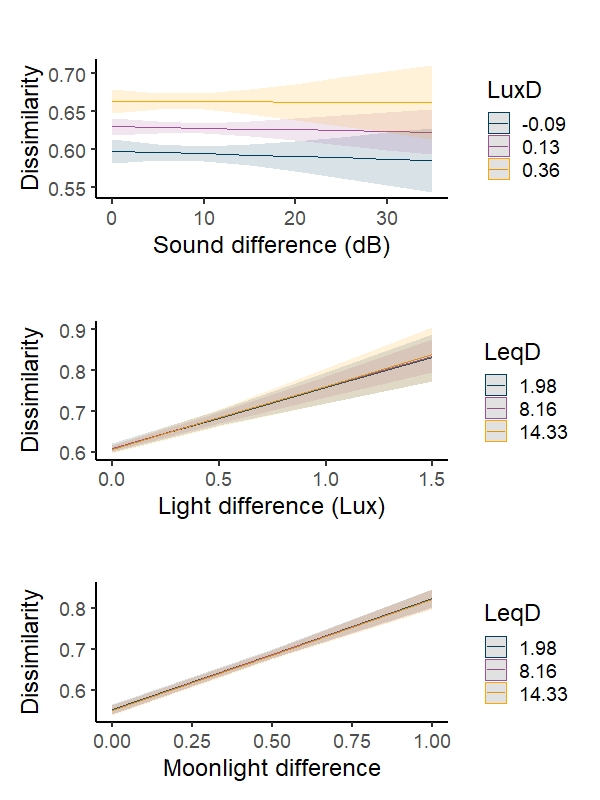 Dissimilarity
0.70
0.65
0.60
0.55
0 10 20 30
Sound difference (dB)
LuxD
-0.09
0.13
0.36
Dissimilarity
0.9
0.8
0.7
0.6
0.0 0.5 1.0 1.5
Light difference (Lux)
LeqD
1.98
8.16
14.33
Dissimilarity
0.8
0.7
0.6
0.00 0.25 0.50 0.75 1.00
Moonlight difference
LeqD
1.98
8.16
14.33